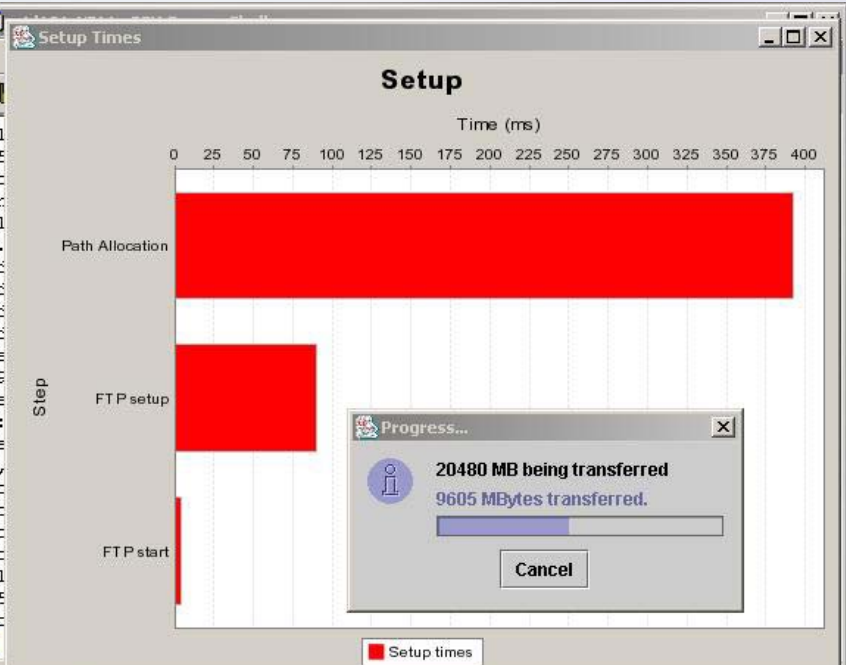 Setup Times
Setup
Time (ms)
0 25 50 75 100 125 150 175 200 225 250 275 300 325 350 375 400
Path Allocation
FTP setup
FTP start
Step
Progress...
20480 MB being transferred
9605 MBytes transferred.
Cancel
Setup times